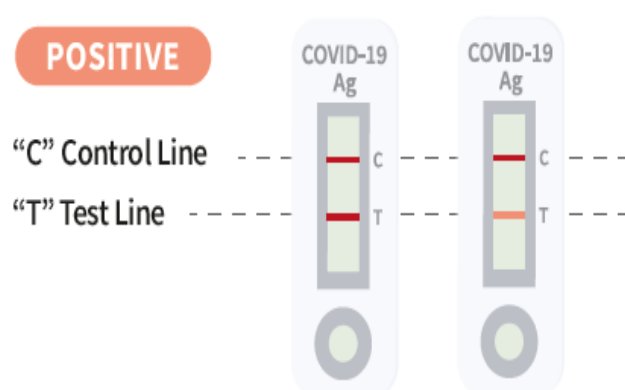 POSITIVE
COVID-19
Ag
COVID-19
Ag
“C” Control Line
C
C
“T” Test Line
T
T